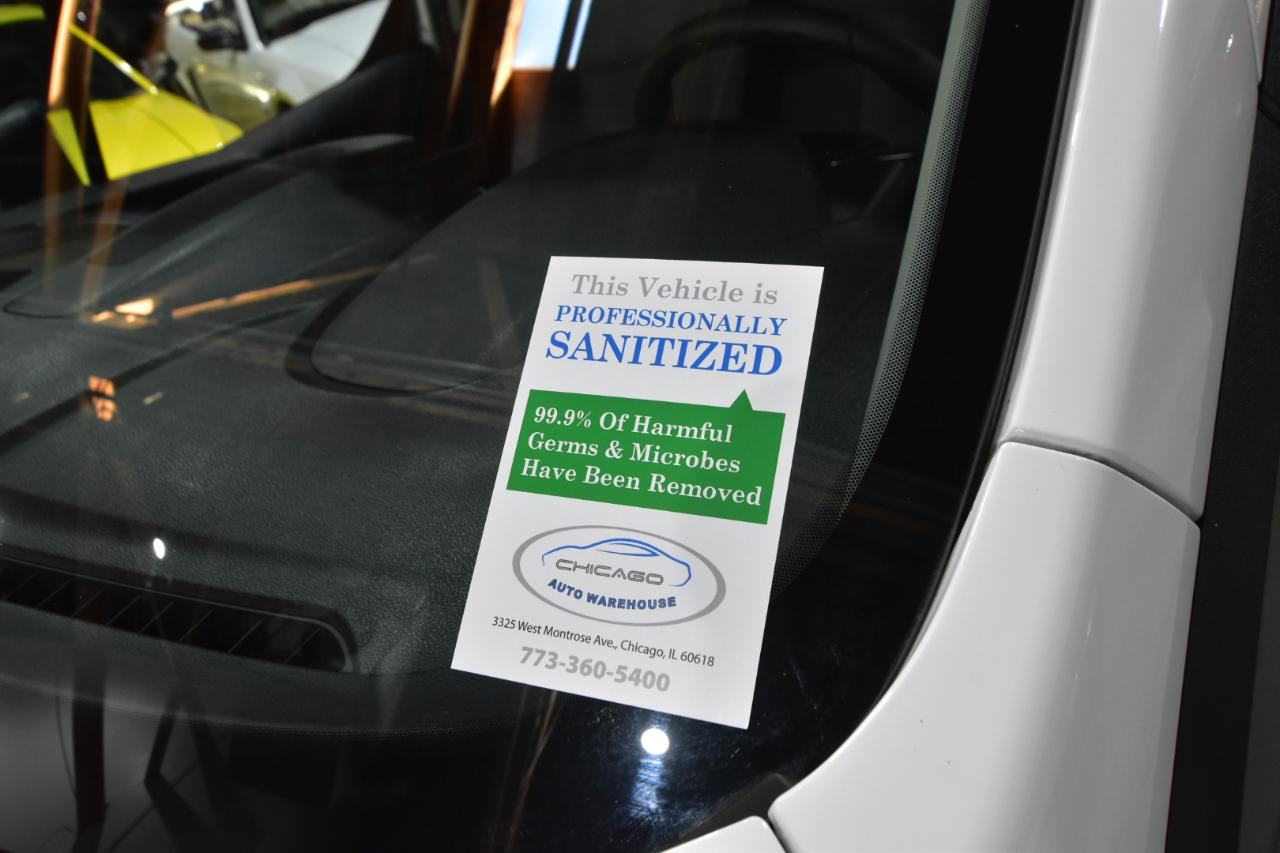 This Vehicle is
PROFESSIONALLY
SANITIZED
99.9% Of Harmful
Germs & Microbes
Have Been Removed
CHICAGO
AUTO WAREHOUSE
3325 West Montrose Ave., Chicago, IL 60618
773-360-5400